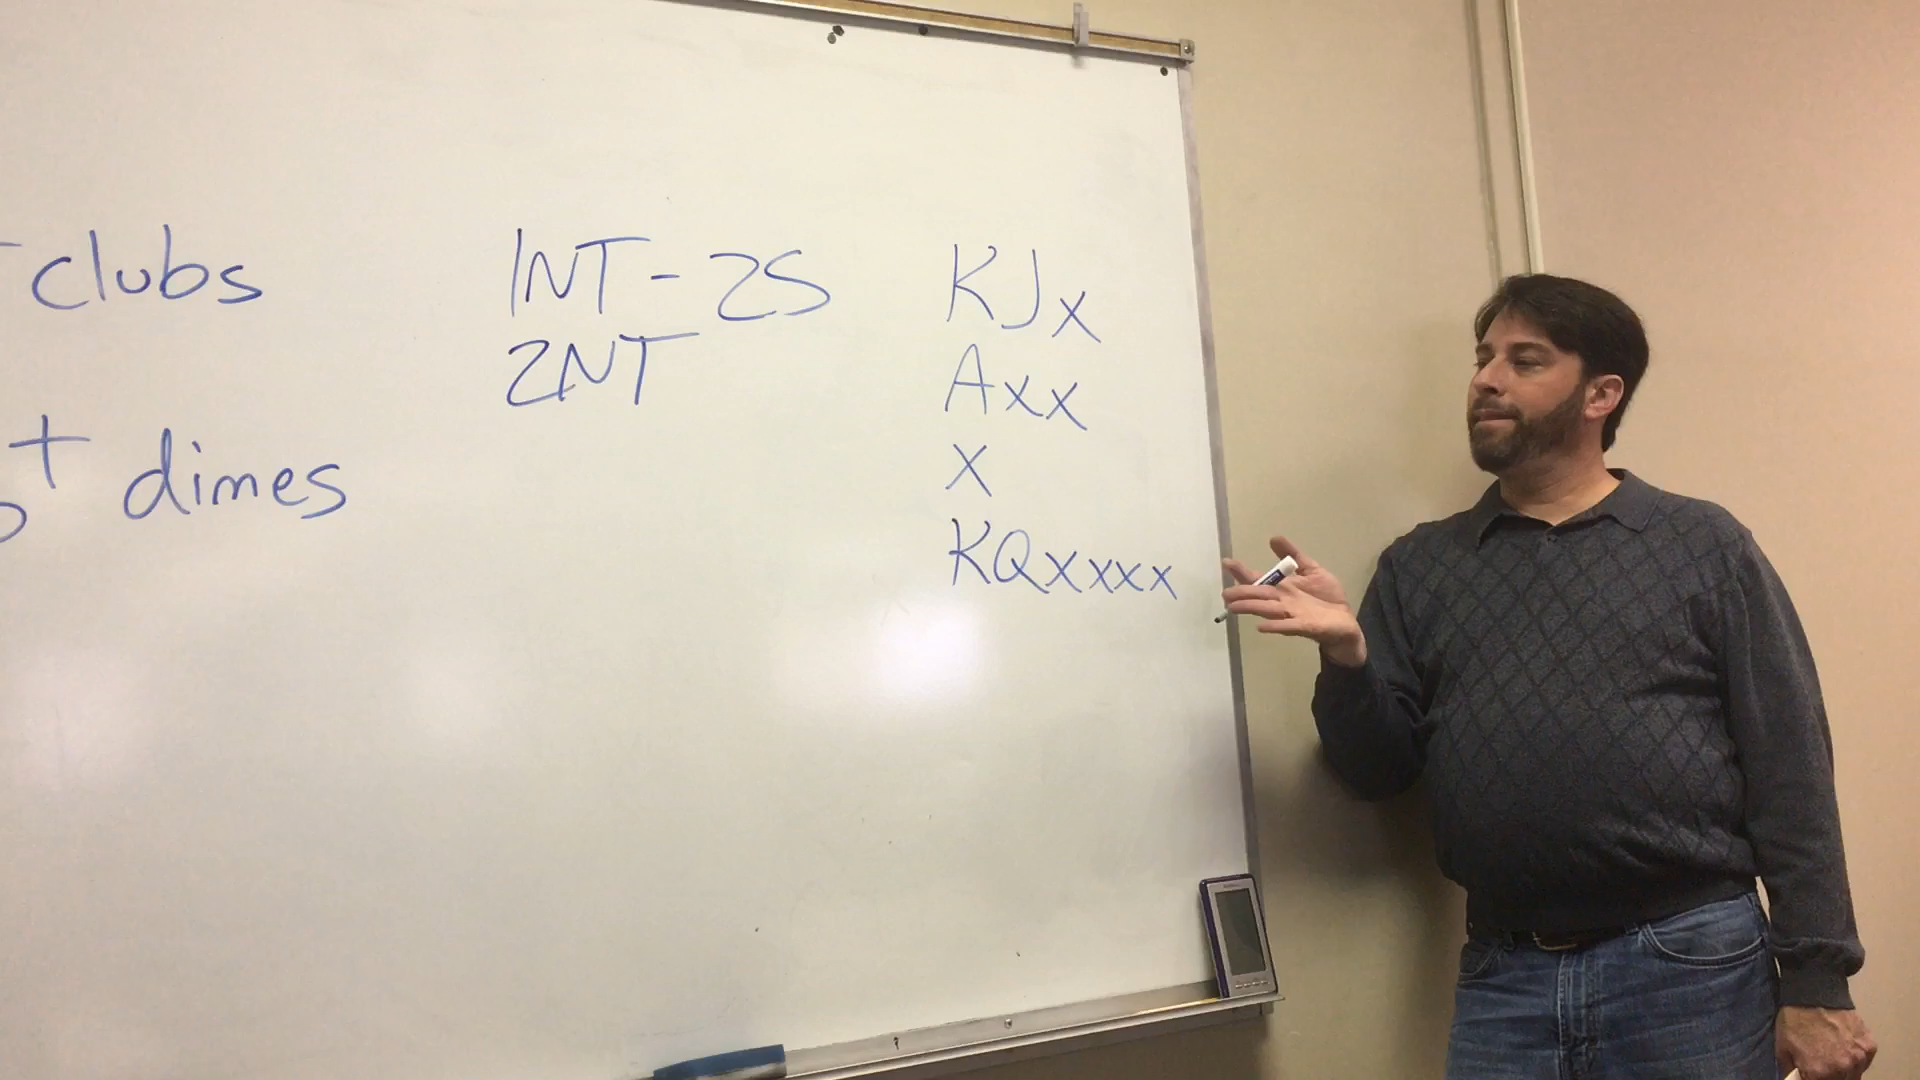 clubs
+ dimes
1NT - 2S
2NT
KJx
Axx
x
KQxxxx